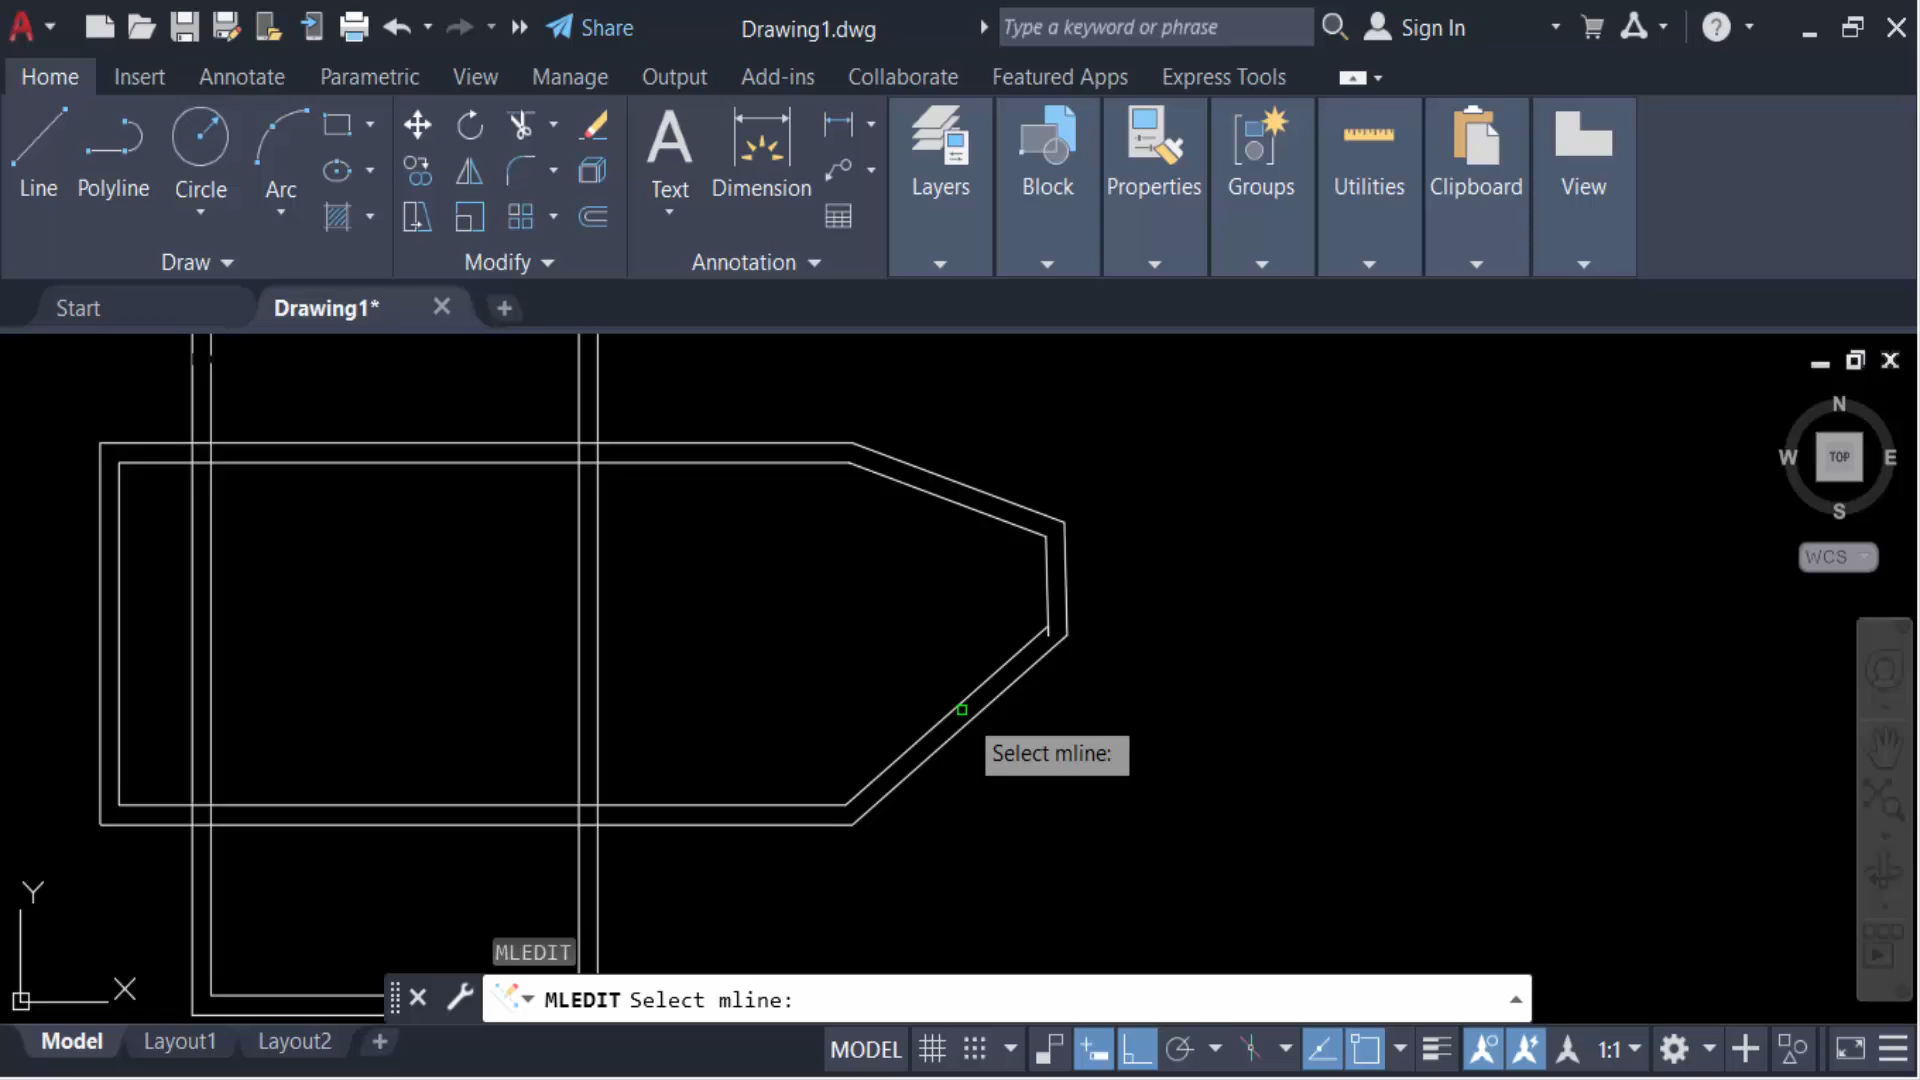 Share
Drawing1.dwg
Type a keyword or phrase
Sign In
Home Insert Annotate Parametric View Manage Output Add-ins Collaborate Featured Apps Express Tools
Line Polyline Circle Arc
Text Dimension
Layers Block Properties Groups Utilities Clipboard View
Draw Modify Annotation
Start Drawing1*
N
W TOP E
S
WCS
Select mline:
Y
X
MLEDIT
MLEDIT Select mline:
Model Layout1 Layout2
MODEL
1:1